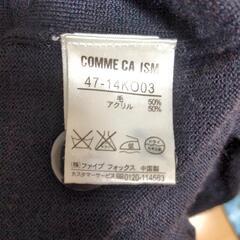 COMME CA ISM
47-14KO03
毛 50%
アクリル 50%
(株)ファイブ フォックス 中国製
カスタマーサービス 0120-114563